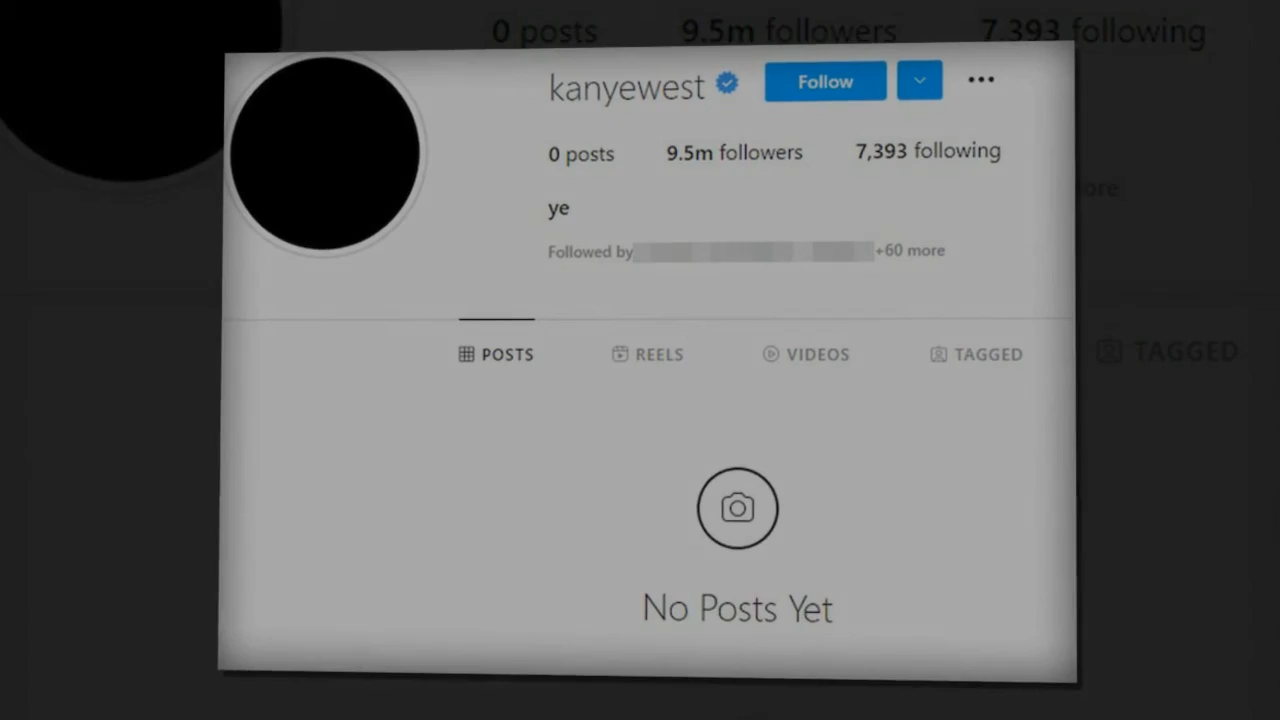 0 posts 9.5m followers 7,393 following
kanyewest Follow
0 posts 9.5m followers 7,393 following
ye
Followed by +60 more
ore
POSTS REELS VIDEOS TAGGED
TAGGED
No Posts Yet